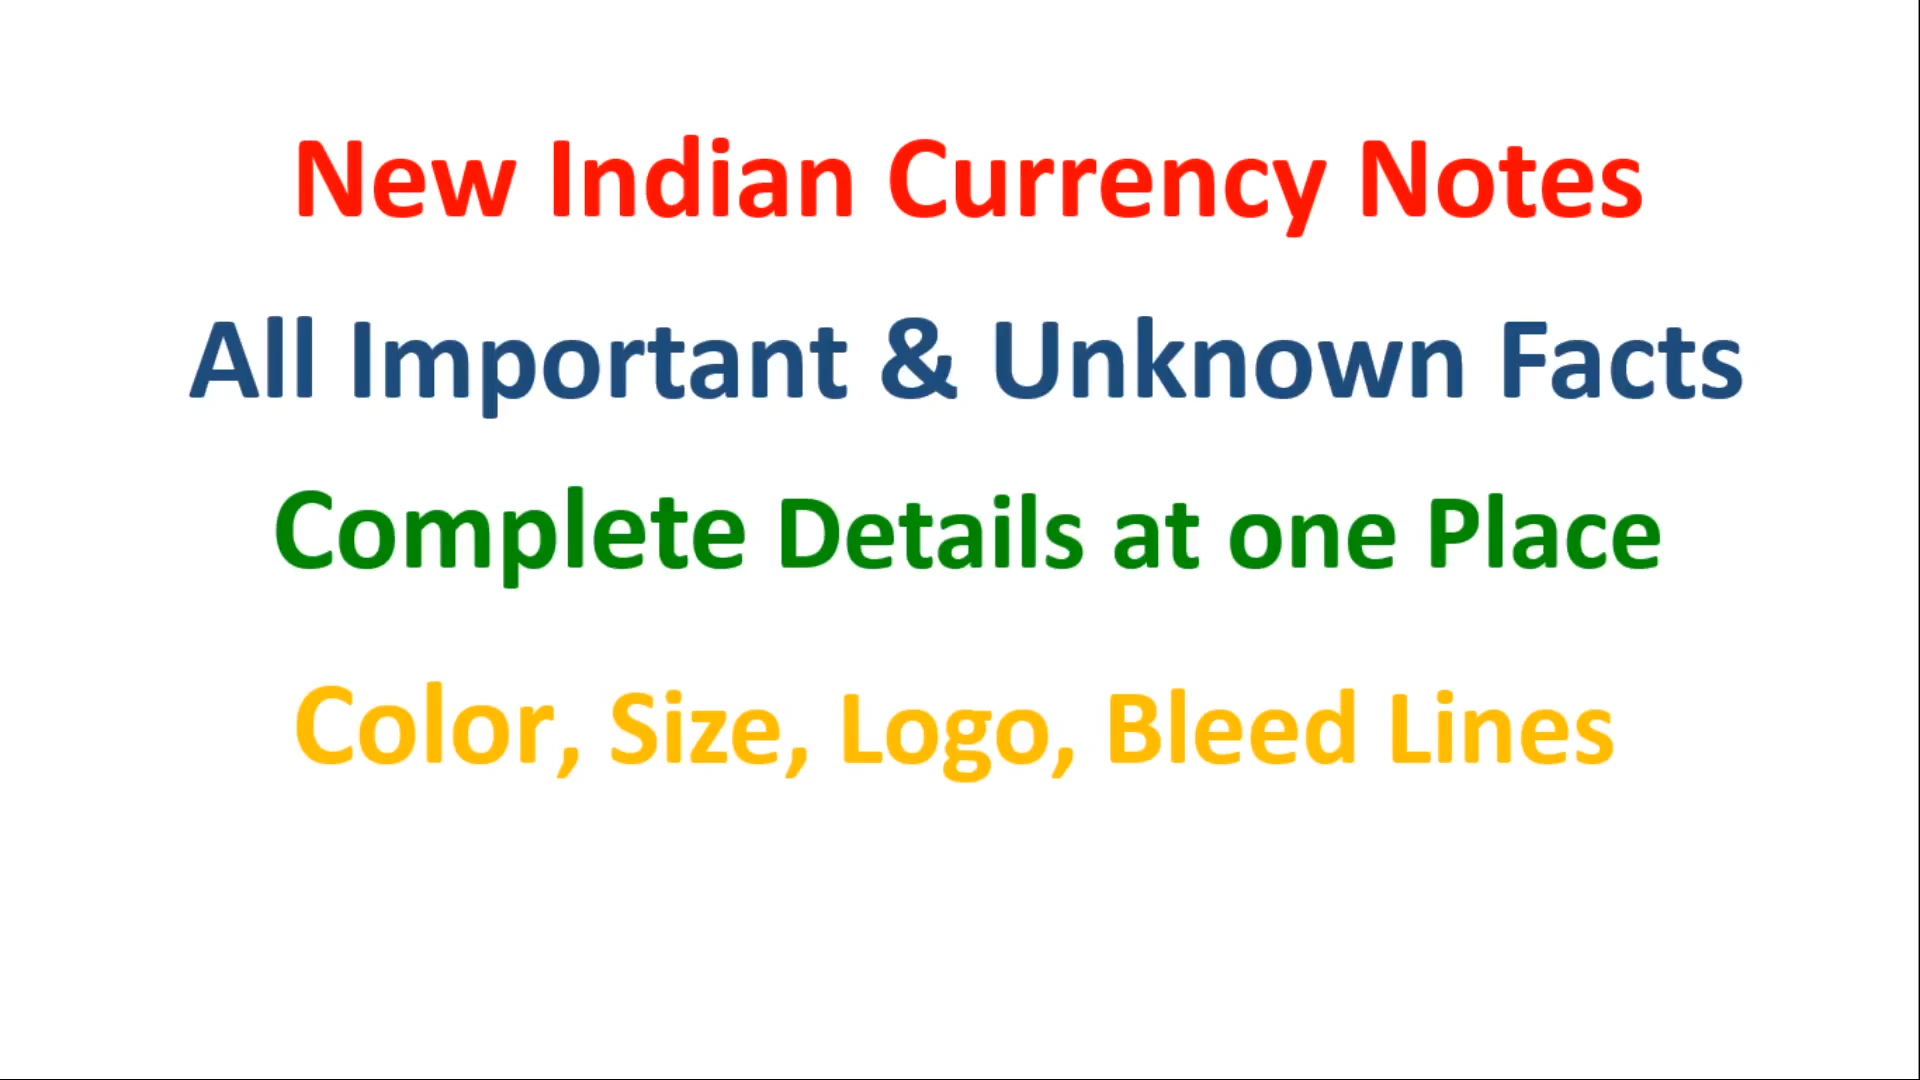 New Indian Currency Notes
All Important & Unknown Facts
Complete Details at one Place
Color, Size, Logo, Bleed Lines